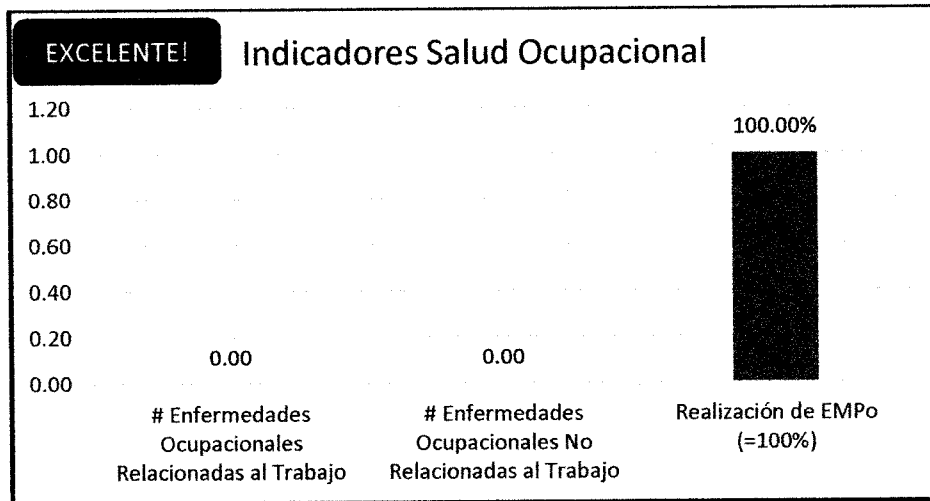 EXCELENTE!
Indicadores Salud Ocupacional
1.20
1.00
0.80
0.60
0.40
0.20
0.00
0.00
0.00
100.00%
# Enfermedades
Ocupacionales
Relacionadas al Trabajo
# Enfermedades
Ocupacionales No
Relacionadas al Trabajo
Realización de EMPo
(=100%)